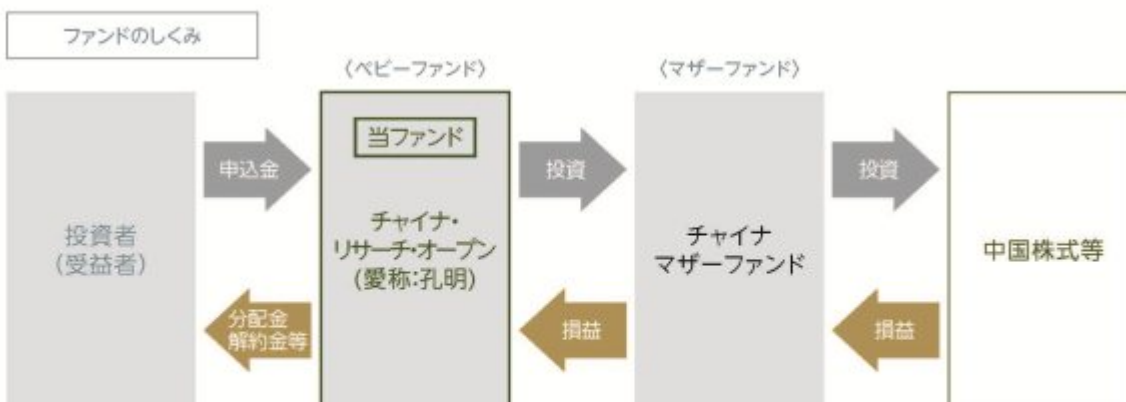 ファンドのしくみ
〈ベビーファンド〉
〈マザーファンド〉
投資者
(受益者)
申込金
分配金
解約金等
当ファンド
チャイナ・
リサーチ・オープン
(愛称:孔明)
投資
損益
チャイナ
マザーファンド
投資
損益
中国株式等